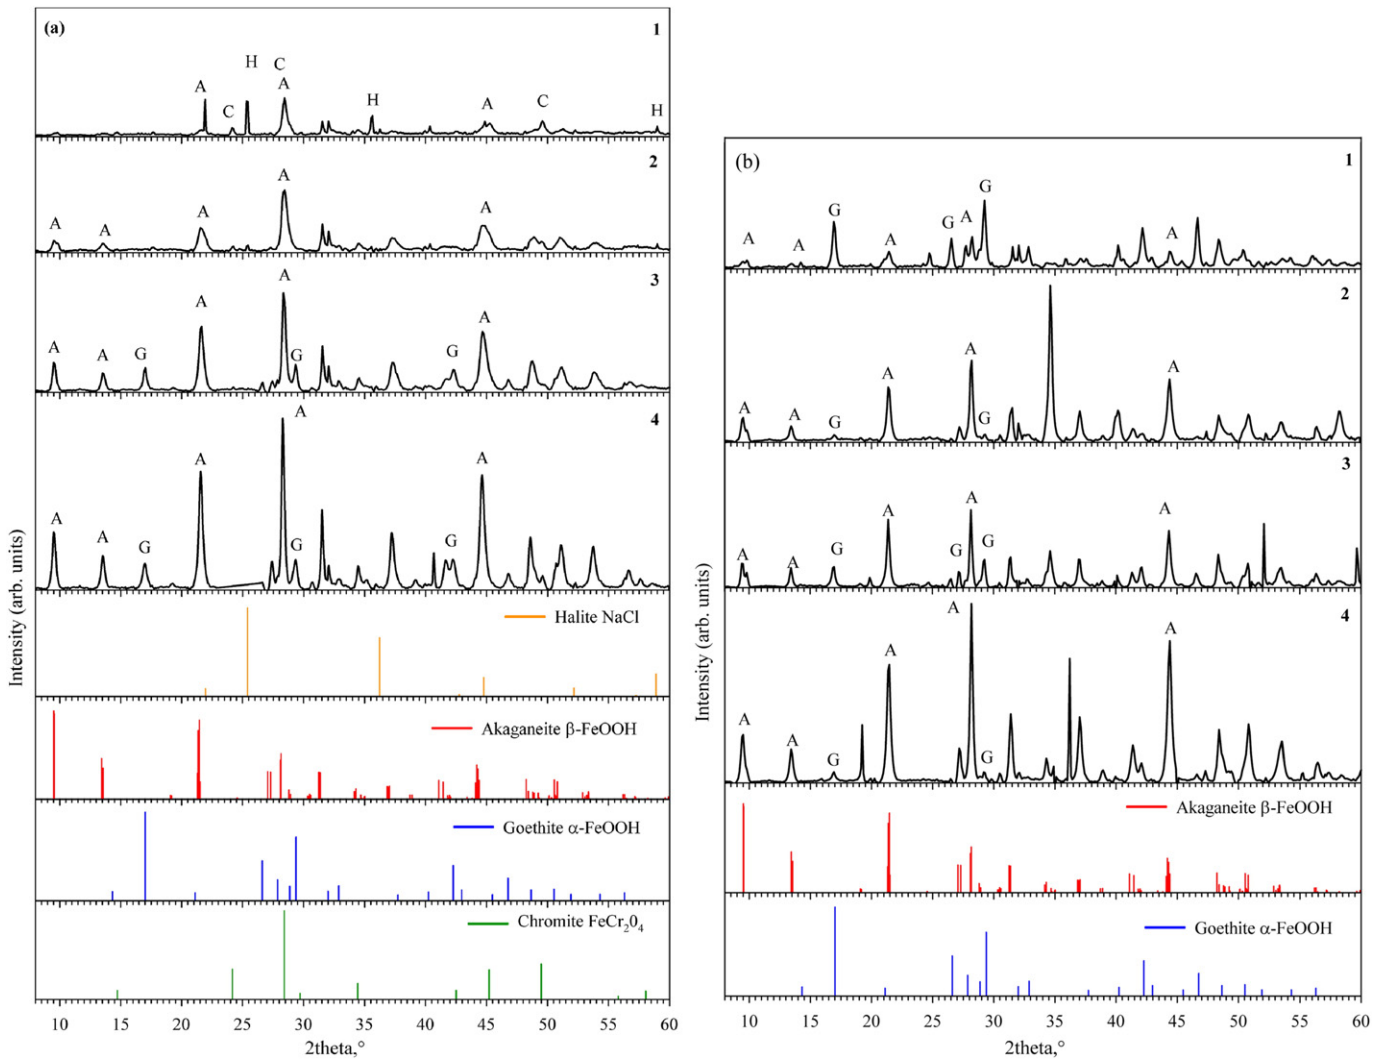 (a)
1
H
C
A
A
C
H
A
C
H
2
A
A
A
A
A
3
A
A
A
A
G
G
G
A
4
A
A
A
A
A
G
G
G
A
Halite NaCl
Akaganeite β-FeOOH
Goethite α-FeOOH
Chromite FeCr₂0₄
Intensity (arb. units)
10 15 20 25 30 35 40 45 50 55 60
2theta,°
(b)
1
A
A
G
A
G
A
G
A
2
A
A
G
A
A
G
A
3
A
A
G
A
G
A
G
A
4
A
A
G
A
A
G
A
Akaganeite β-FeOOH
Goethite α-FeOOH
Intensity (arb. units)
10 15 20 25 30 35 40 45 50 55 60
2theta,°